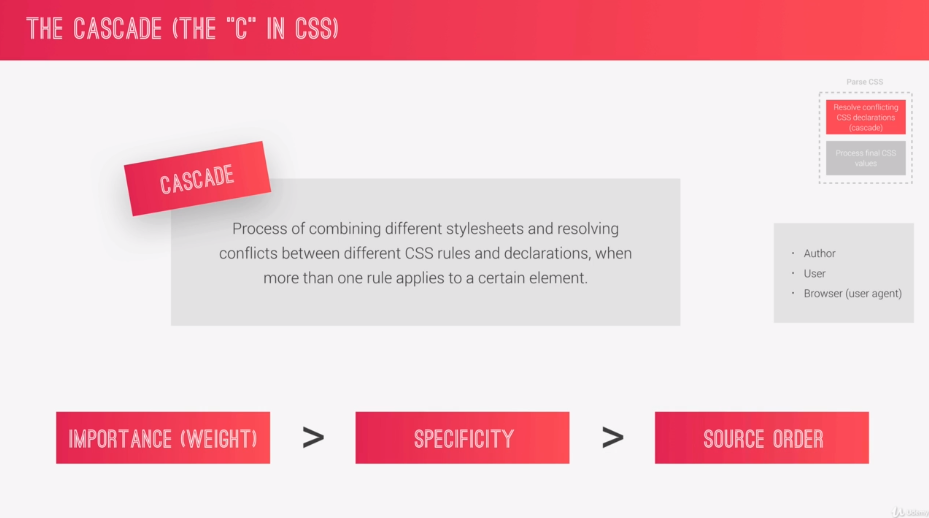 THE CASCADE (THE "C" IN CSS)
Parse CSS
Resolve conflicting
CSS declarations
(cascade)
Process final CSS
values
CASCADE
Process of combining different stylesheets and resolving
conflicts between different CSS rules and declarations, when
more than one rule applies to a certain element.
· Author
· User
· Browser (user agent)
IMPORTANCE (WEIGHT) > SPECIFICITY > SOURCE ORDER
Udemy